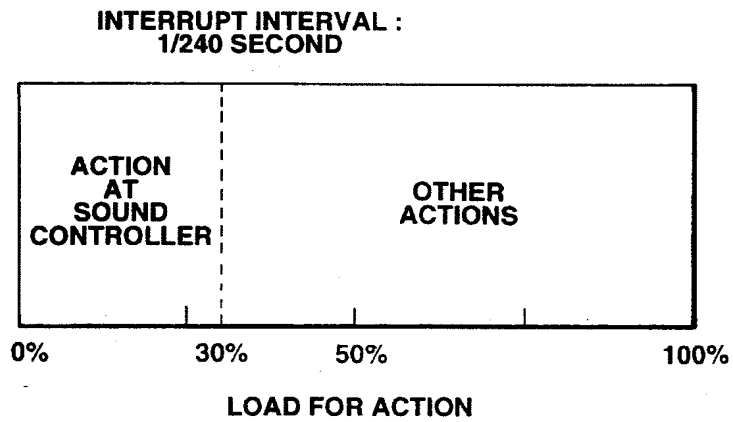 INTERRUPT INTERVAL :
1/240 SECOND
ACTION
AT
SOUND
CONTROLLER
OTHER
ACTIONS
0%
30%
50%
100%
LOAD FOR ACTION